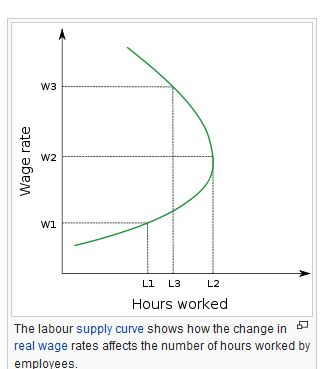 W3
W2
W1
Wage rate
L1 L3 L2
Hours worked
The labour supply curve shows how the change in
real wage rates affects the number of hours worked by
employees.